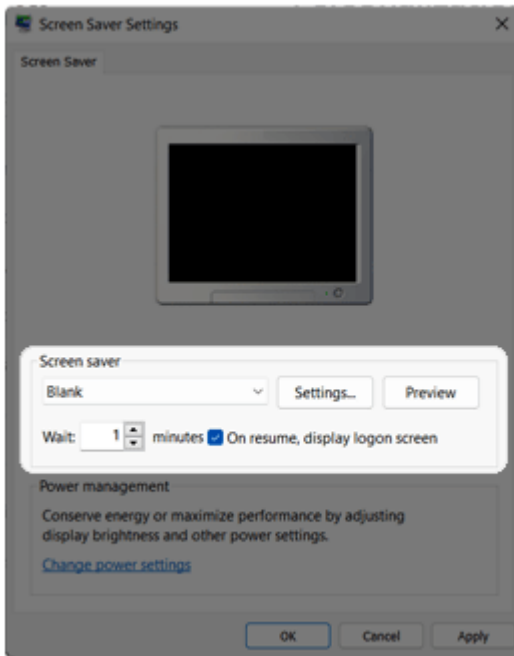 Screen Saver Settings
Screen Saver
Screen saver
Blank
Settings...
Preview
Wait: 1 minutes On resume, display logon screen
Power management
Conserve energy or maximize performance by adjusting
display brightness and other power settings.
Change power settings
OK
Cancel
Apply